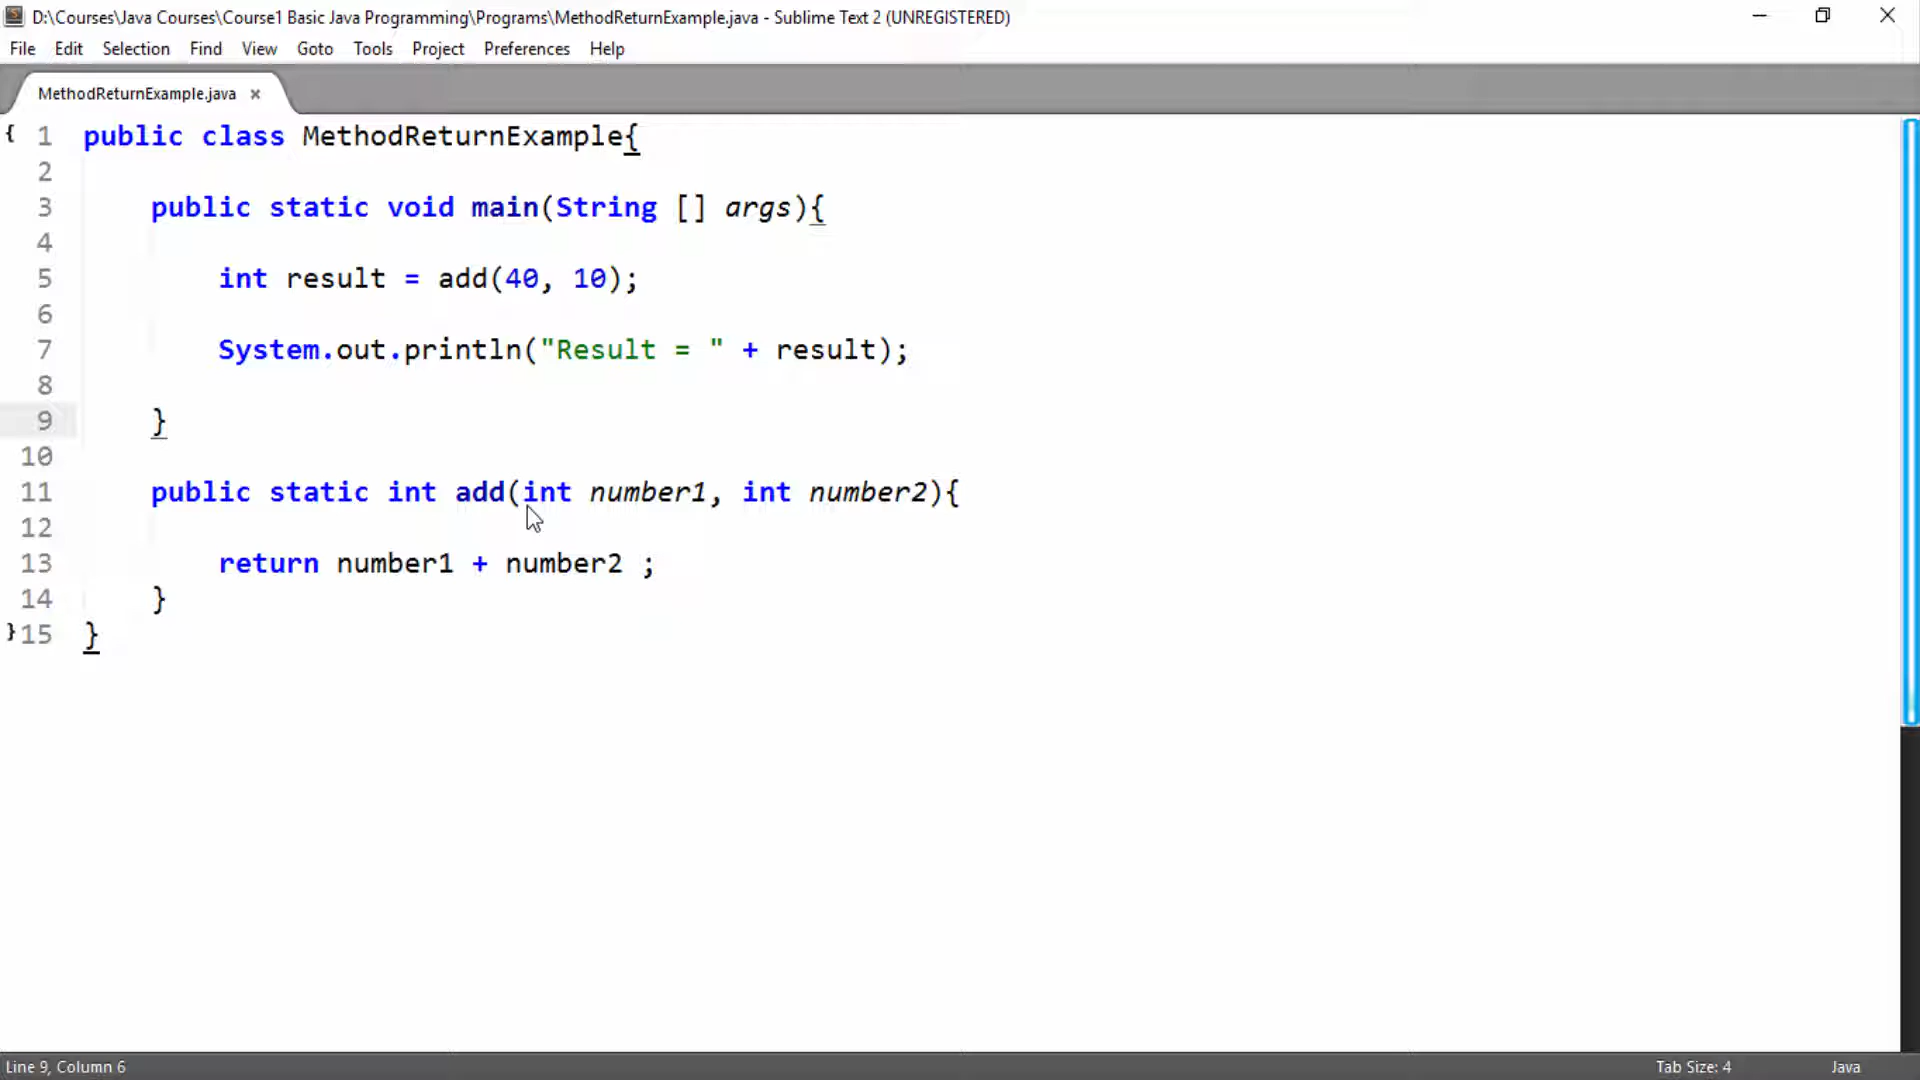 D:\Courses\Java Courses\Course1 Basic Java Programming\Programs\MethodReturnExample.java - Sublime Text 2 (UNREGISTERED)
File Edit Selection Find View Goto Tools Project Preferences Help
MethodReturnExample.java ×
{ 1 public class MethodReturnExample{
2
3 public static void main(String [] args){
4
5 int result = add(40, 10);
6
7 System.out.println("Result = " + result);
8
9 }
10
11 public static int add(int number1, int number2){
12
13 return number1 + number2 ;
14 }
}15 }
Line 9, Column 6 Tab Size: 4 Java